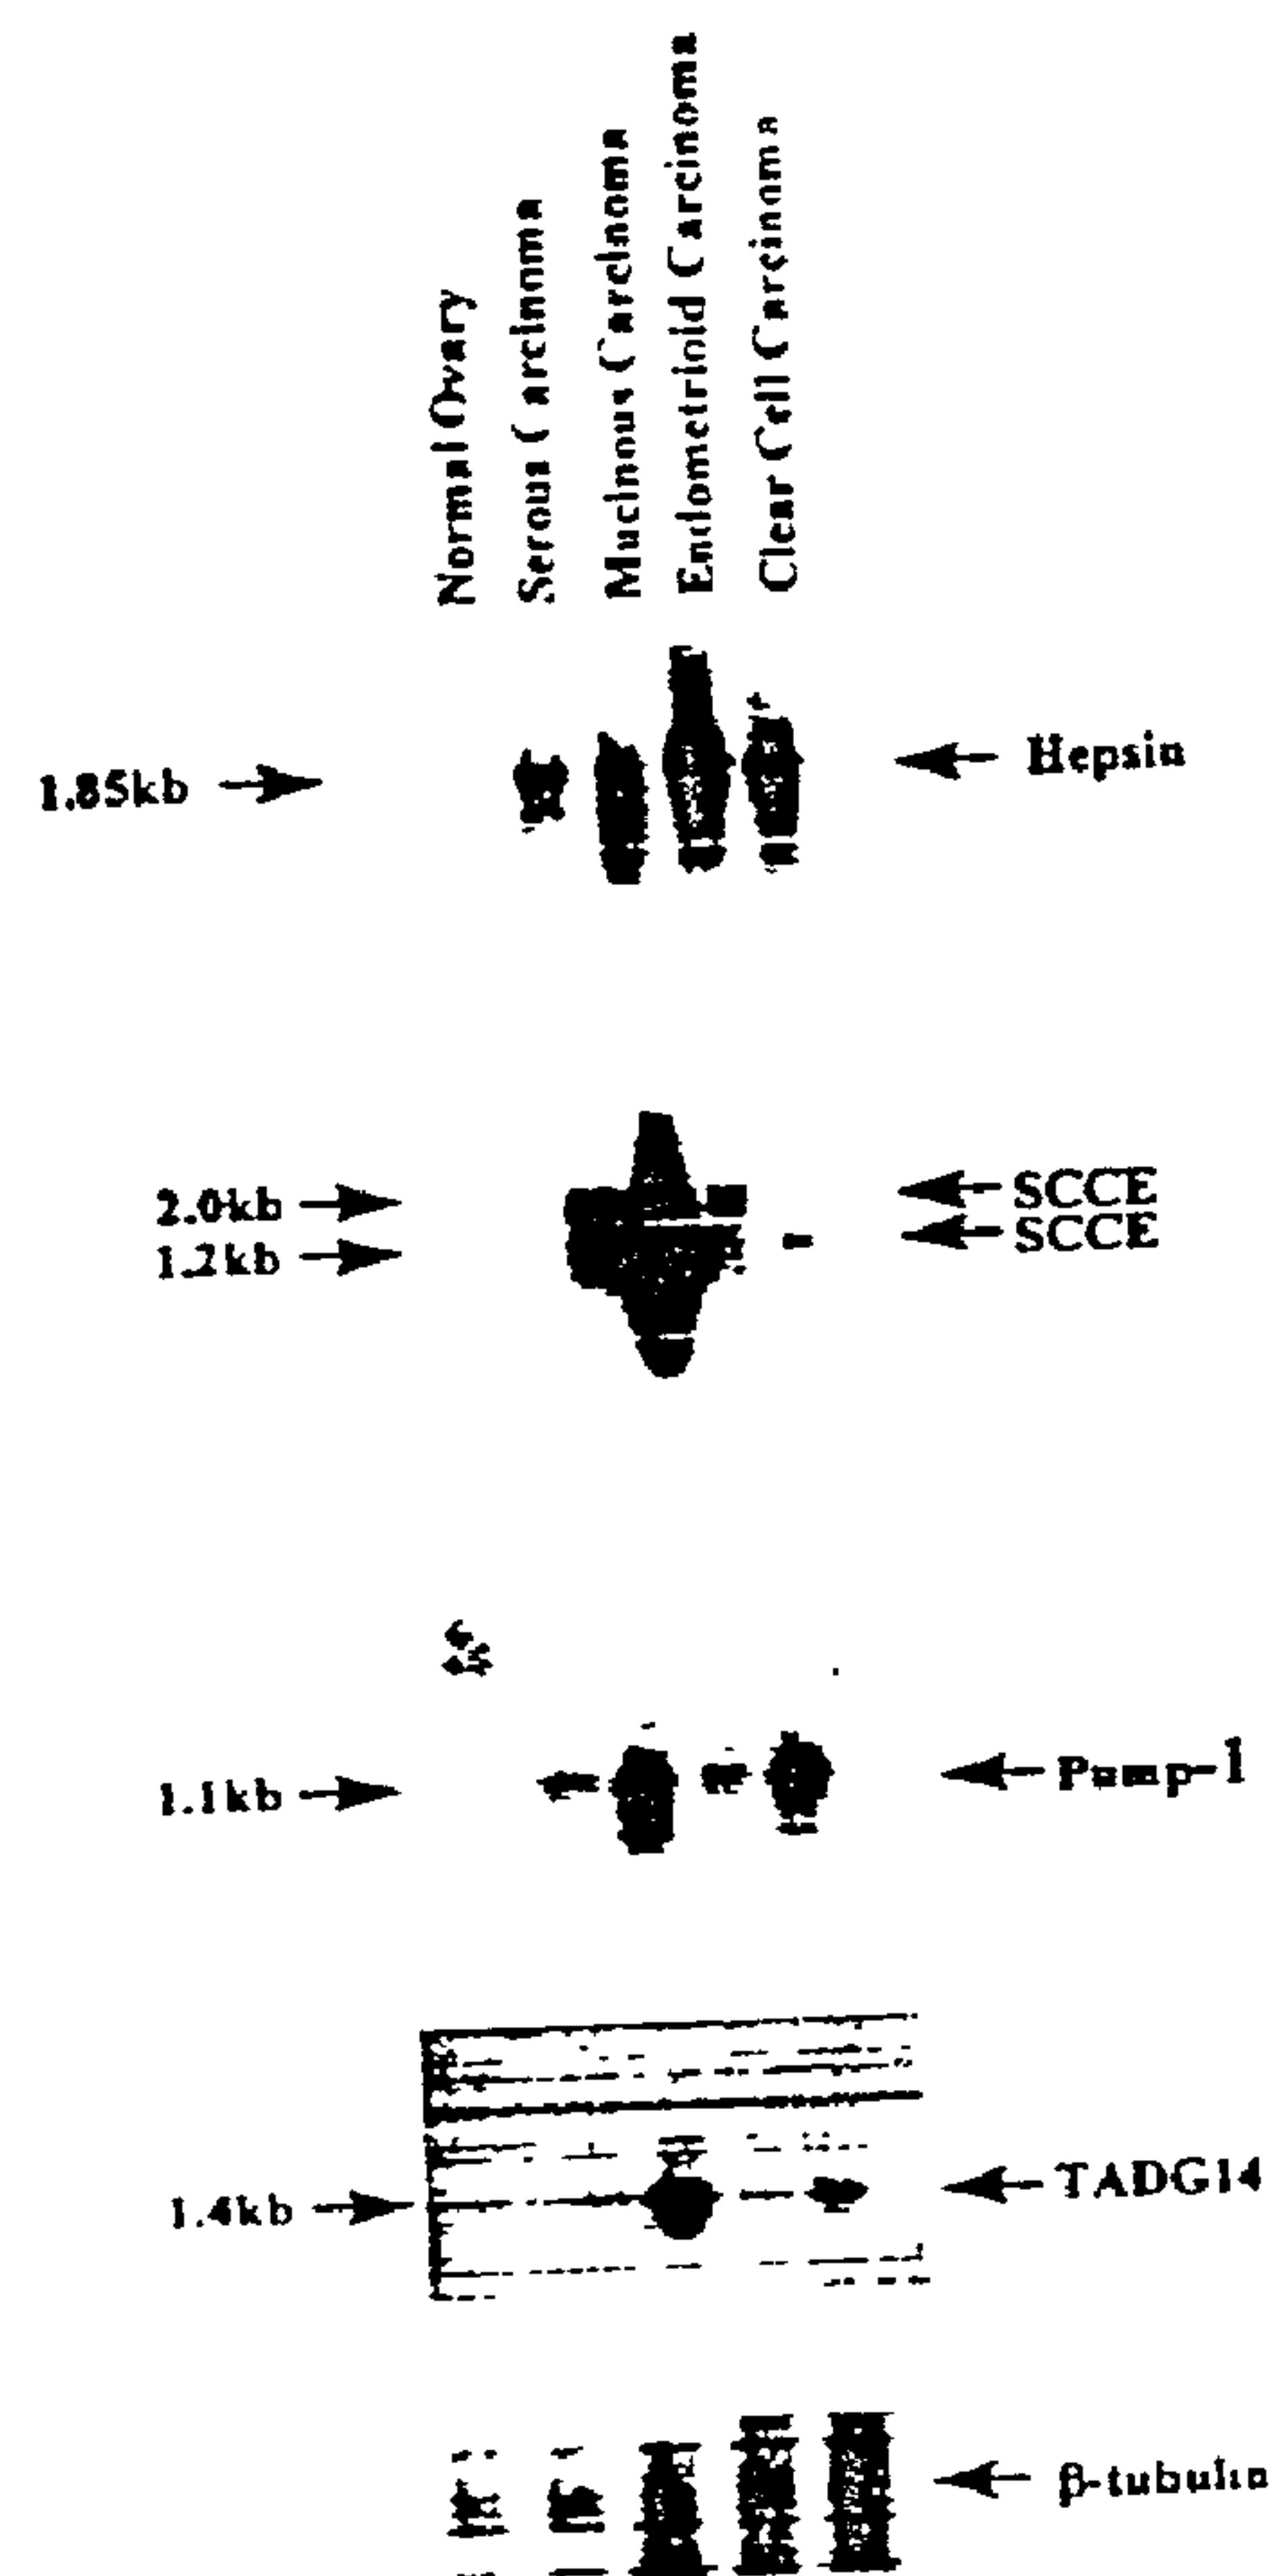 Normal Ovary
Serous Carcinoma
Mucinous Carcinoma
Endometrioid Carcinoma
Clear Cell Carcinoma
1.85kb
Hepsin
2.0kb
SCCE
1.2kb
SCCE
1.1kb
Pump-1
1.4kb
TADG14
β-tubulin